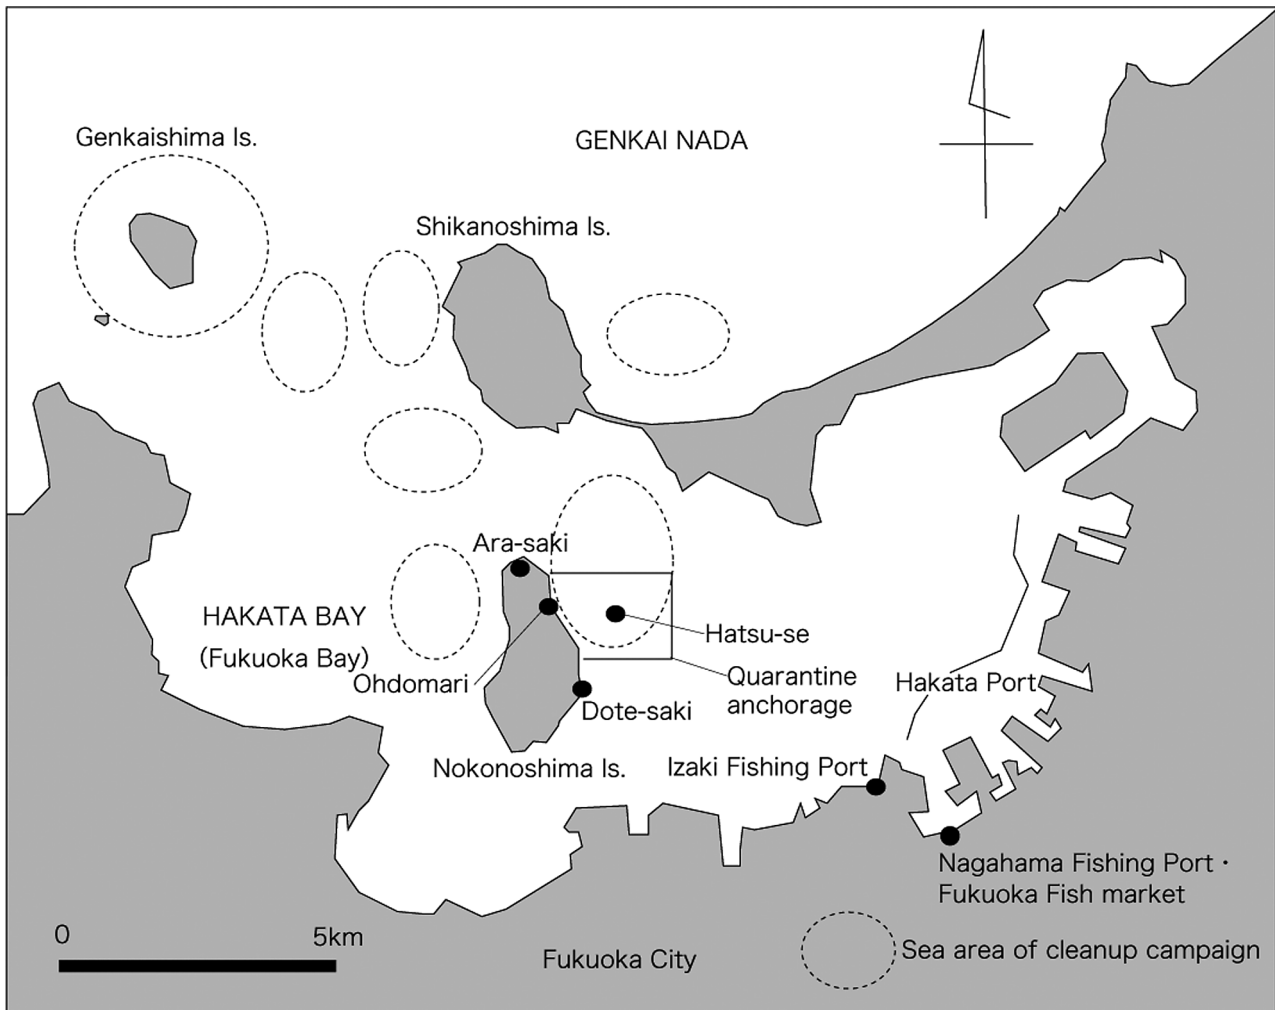 Genkaishima Is.
GENKAI NADA
Shikanoshima Is.
Ara-saki
HAKATA BAY
(Fukuoka Bay)
Hatsu-se
Ohdomari
Quarantine
anchorage
Hakata Port
Dote-saki
Nokonoshima Is.
Izaki Fishing Port
Nagahama Fishing Port・
Fukuoka Fish market
0 5km
Fukuoka City
Sea area of cleanup campaign